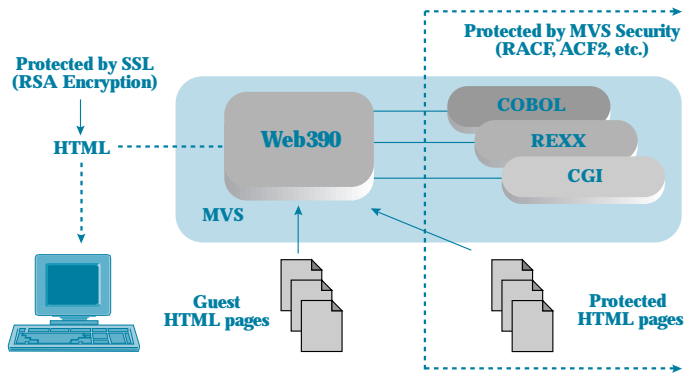 Protected by MVS Security
(RACF, ACF2, etc.)
Protected by SSL
(RSA Encryption)
HTML
Web390
COBOL
REXX
CGI
MVS
Guest
HTML pages
Protected
HTML pages